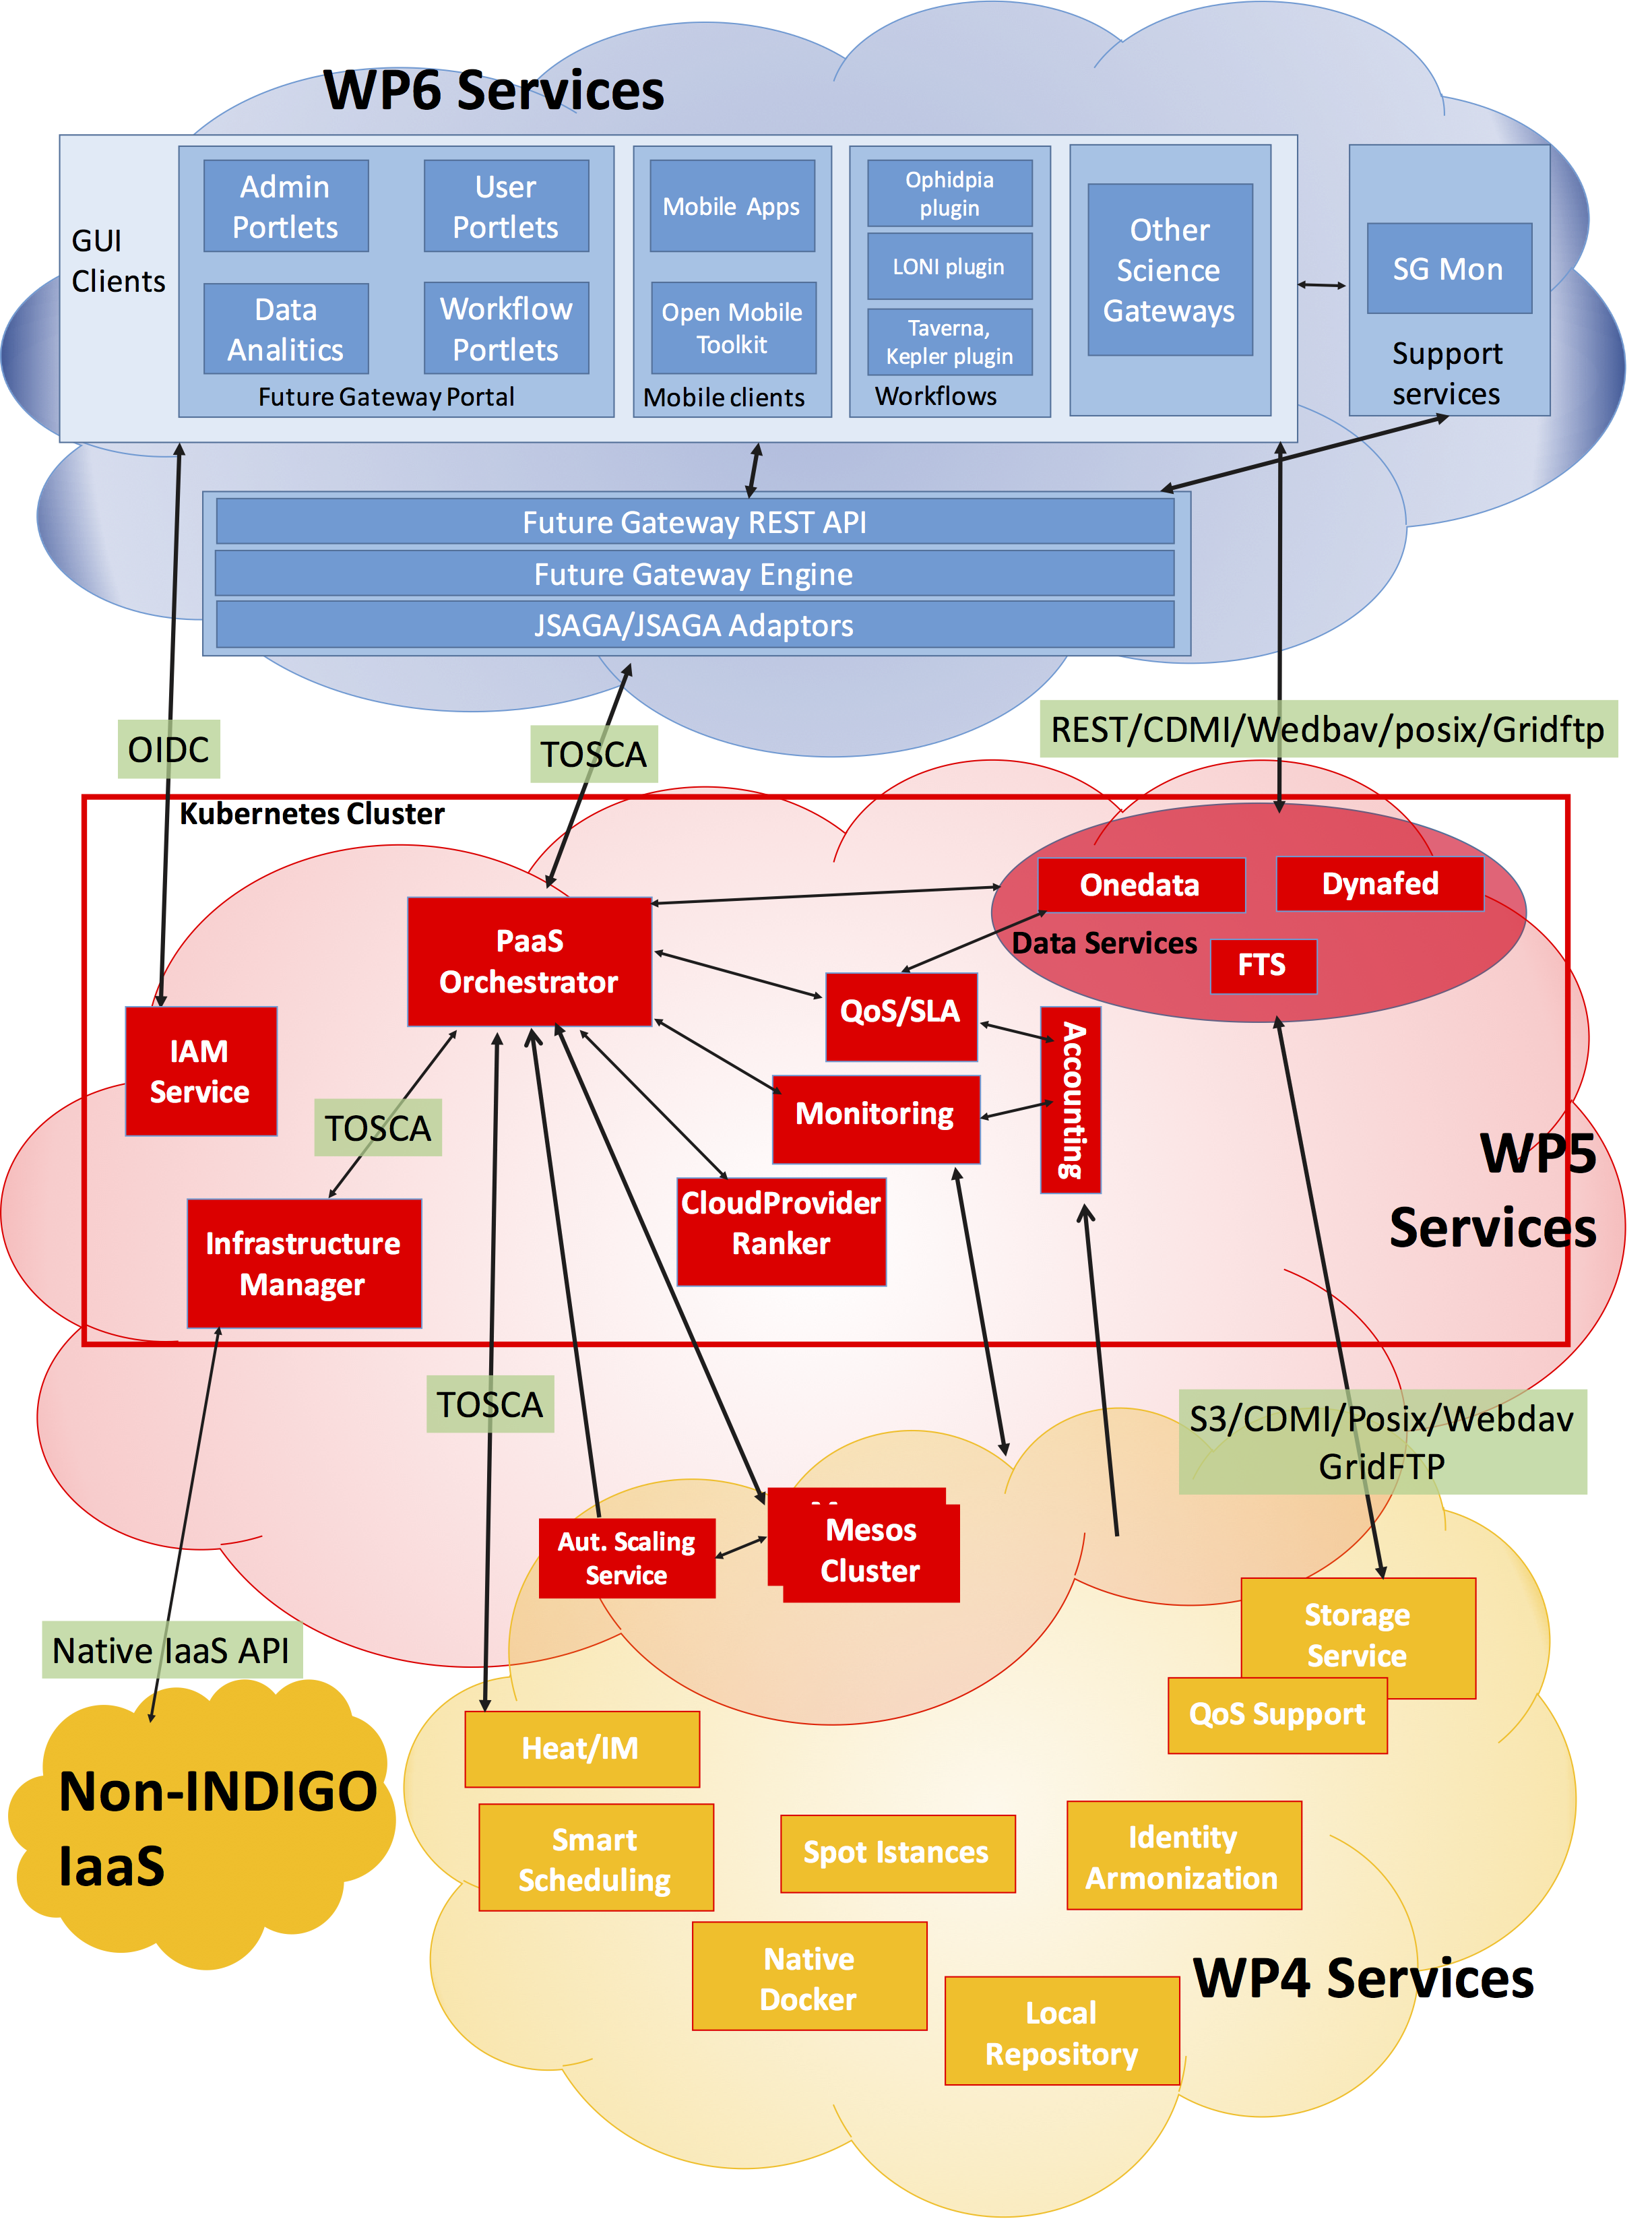 WP6 Services
GUI
Clients
Admin
Portlets
User
Portlets
Data
Analitics
Workflow
Portlets
Future Gateway Portal
Mobile Apps
Open Mobile
Toolkit
Mobile clients
Ophidpia
plugin
LONI plugin
Taverna,
Kepler plugin
Workflows
Other
Science
Gateways
SG Mon
Support
services
Future Gateway REST API
Future Gateway Engine
JSAGA/JSAGA Adaptors
OIDC
TOSCA
REST/CDMI/Wedbav/posix/Gridftp
Kubernetes Cluster
Onedata
Dynafed
Data Services
FTS
PaaS
Orchestrator
QoS/SLA
Accounting
IAM
Service
TOSCA
Monitoring
WP5
Services
CloudProvider
Ranker
Infrastructure
Manager
TOSCA
S3/CDMI/Posix/Webdav
GridFTP
Aut. Scaling
Service
Mesos
Cluster
Native IaaS API
Storage
Service
QoS Support
Non-INDIGO
IaaS
Heat/IM
Smart
Scheduling
Spot Istances
Identity
Armonization
Native
Docker
Local
Repository
WP4 Services